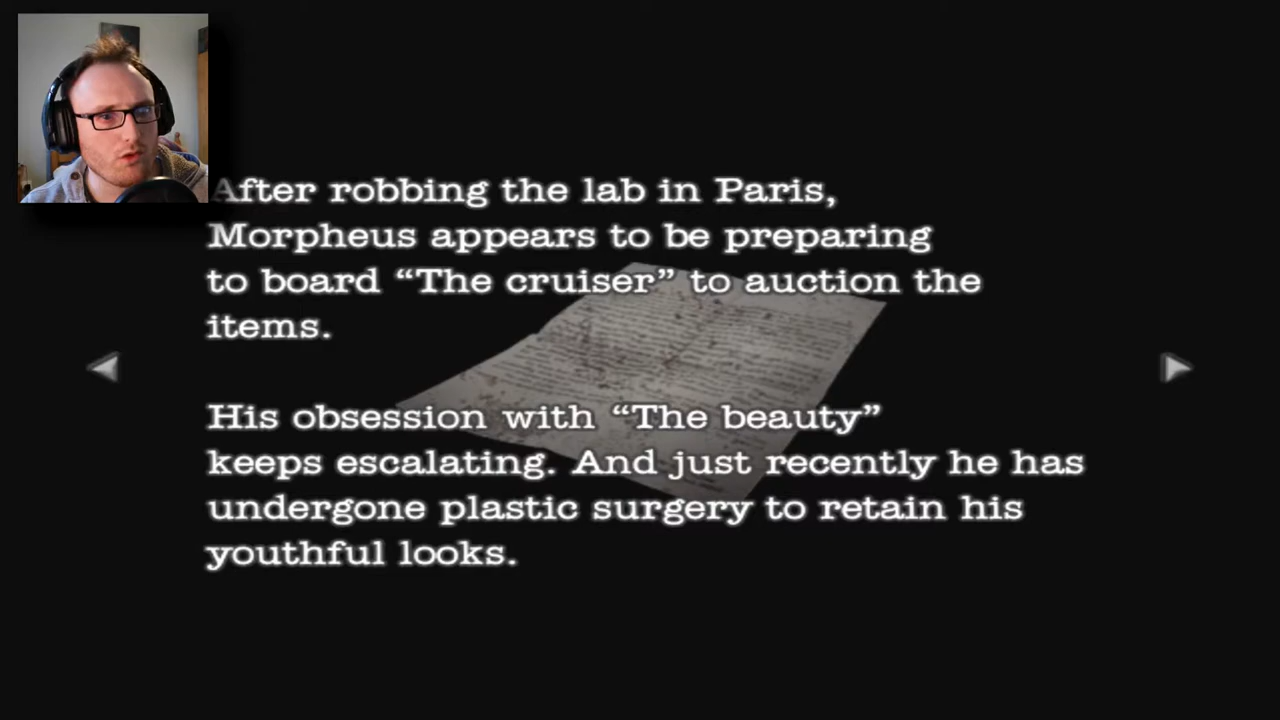 After robbing the lab in Paris,
Morpheus appears to be preparing
to board “The cruiser” to auction the
items.
His obsession with “The beauty”
keeps escalating. And just recently he has
undergone plastic surgery to retain his
youthful looks.